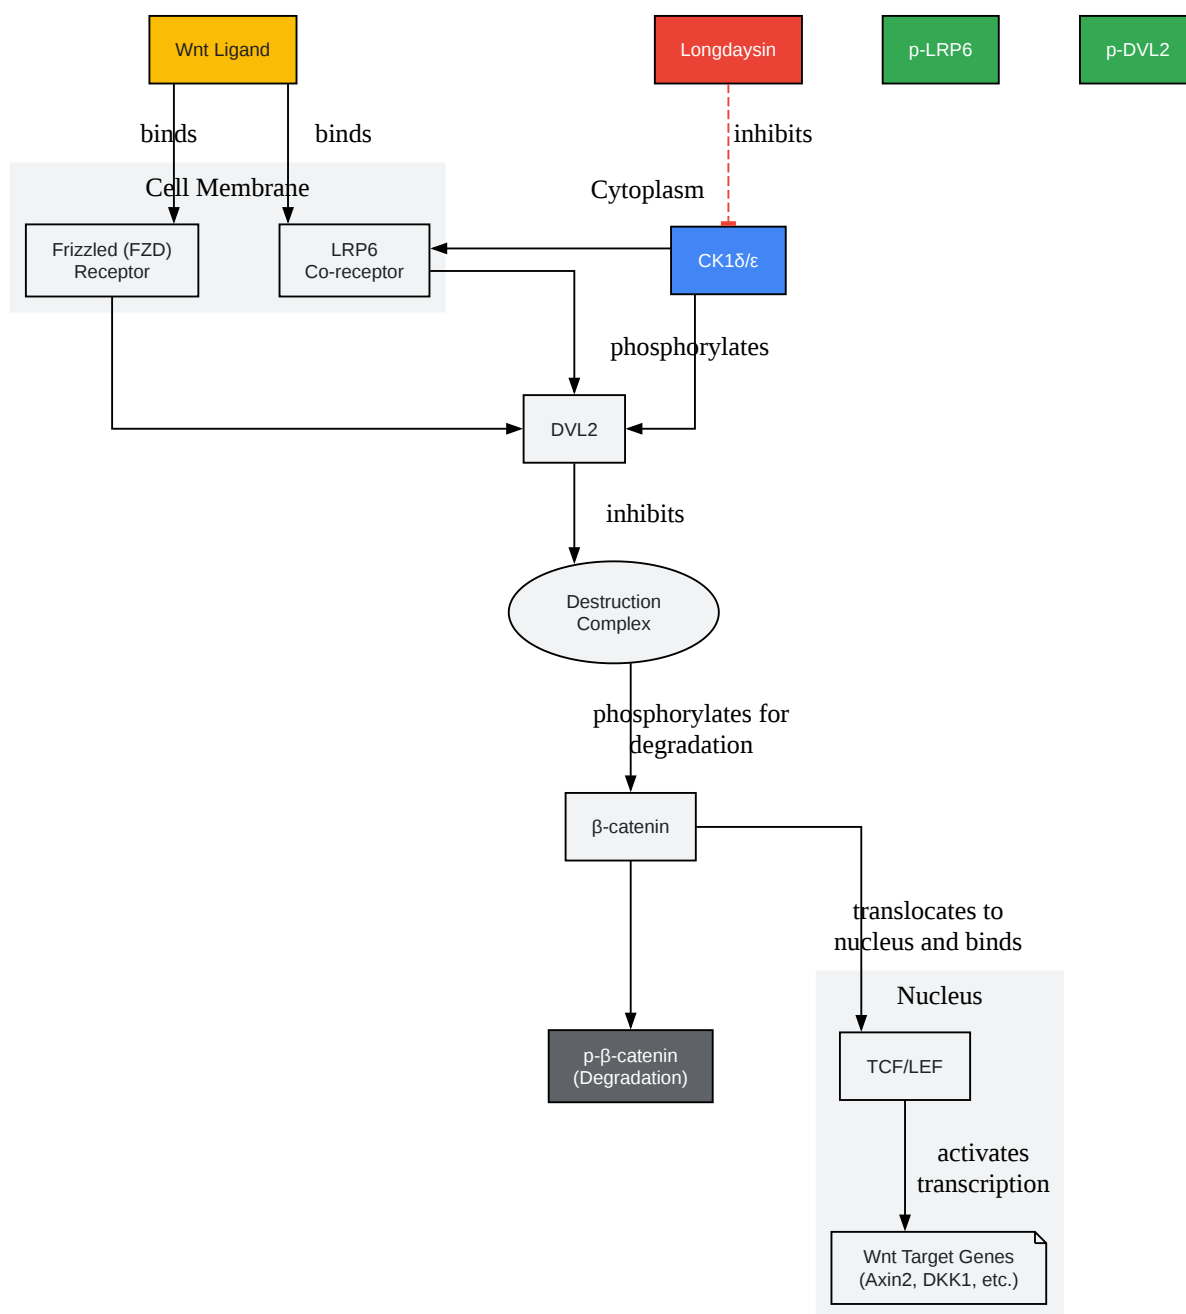 Wnt Ligand
Longdaysin
p-LRP6
p-DVL2
binds
binds
inhibits
Cell Membrane
Cytoplasm
Frizzled (FZD)
Receptor
LRP6
Co-receptor
CK1δ/ε
phosphorylates
DVL2
inhibits
Destruction
Complex
phosphorylates for
degradation
β-catenin
translocates to
nucleus and binds
Nucleus
p-β-catenin
(Degradation)
TCF/LEF
activates
transcription
Wnt Target Genes
(Axin2, DKK1, etc.)